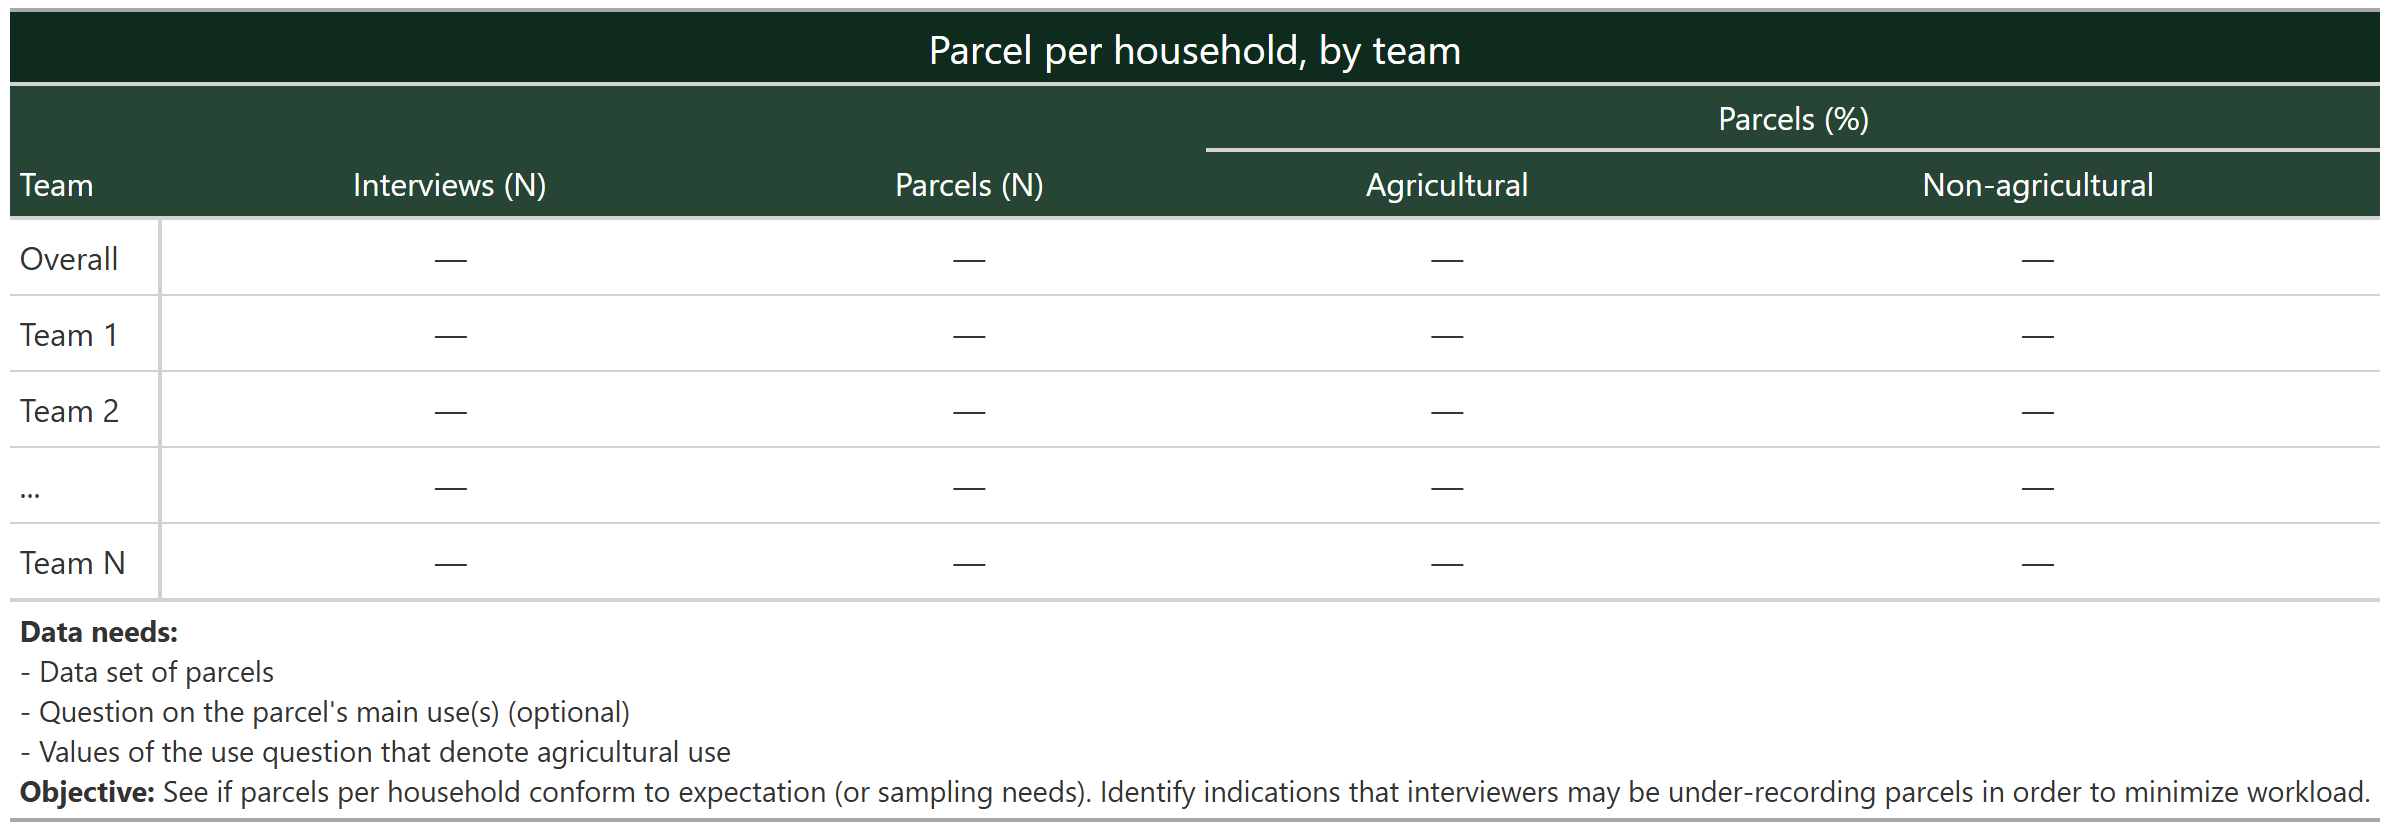 Parcel per household, by team
Parcels (%)
Team Interviews (N) Parcels (N) Agricultural Non-agricultural
Overall — — — —
Team 1 — — — —
Team 2 — — — —
... — — — —
Team N — — — —
Data needs:
- Data set of parcels
- Question on the parcel's main use(s) (optional)
- Values of the use question that denote agricultural use
Objective: See if parcels per household conform to expectation (or sampling needs). Identify indications that interviewers may be under-recording parcels in order to minimize workload.